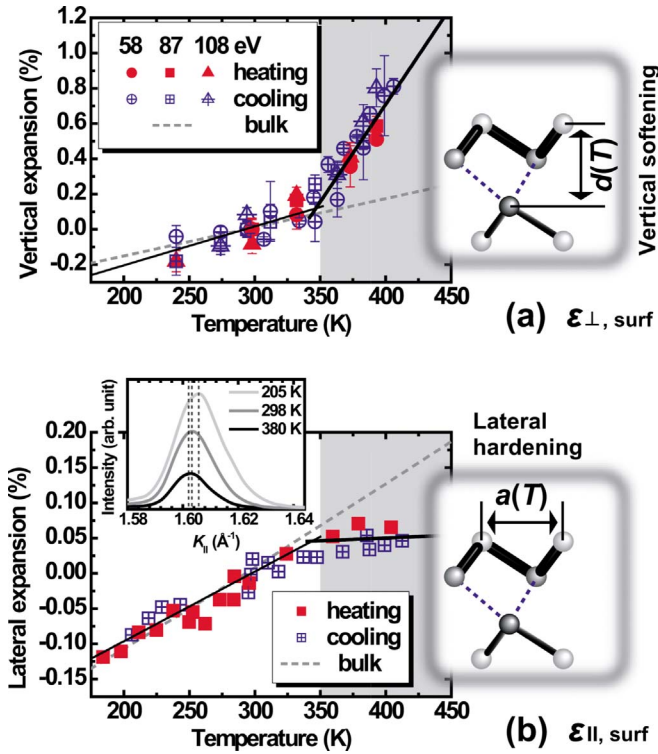 58 87 108 eV
heating
cooling
bulk
Vertical expansion (%)
1.2
1.0
0.8
0.6
0.4
0.2
0.0
-0.2
200 250 300 350 400 450
Temperature (K)
d(T)
Vertical softening
(a) ε⊥, surf
Intensity (arb. unit)
205 K
298 K
380 K
1.58 1.60 1.62 1.64
K|| (Å-1)
Lateral expansion (%)
0.20
0.15
0.10
0.05
0.00
-0.05
-0.10
-0.15
heating
cooling
bulk
200 250 300 350 400 450
Temperature (K)
Lateral
hardening
a(T)
(b) ε||, surf